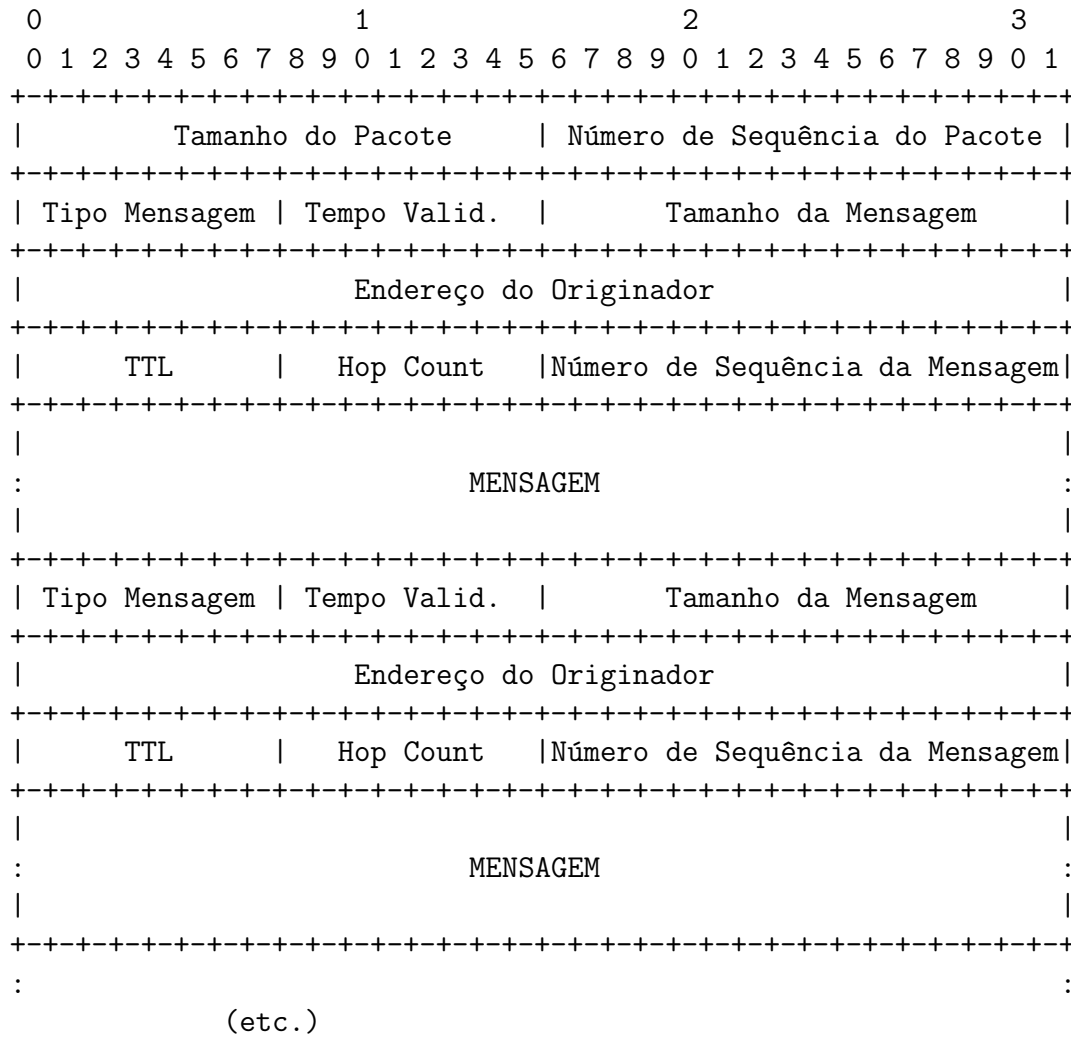 0 1 2 3
0 1 2 3 4 5 6 7 8 9 0 1 2 3 4 5 6 7 8 9 0 1 2 3 4 5 6 7 8 9 0 1
+-+-+-+-+-+-+-+-+-+-+-+-+-+-+-+-+-+-+-+-+-+-+-+-+-+-+-+-+-+-+-+-+
| Tamanho do Pacote | Número de Sequência do Pacote |
+-+-+-+-+-+-+-+-+-+-+-+-+-+-+-+-+-+-+-+-+-+-+-+-+-+-+-+-+-+-+-+-+
| Tipo Mensagem | Tempo Valid. | Tamanho da Mensagem |
+-+-+-+-+-+-+-+-+-+-+-+-+-+-+-+-+-+-+-+-+-+-+-+-+-+-+-+-+-+-+-+-+
| Endereço do Originador |
+-+-+-+-+-+-+-+-+-+-+-+-+-+-+-+-+-+-+-+-+-+-+-+-+-+-+-+-+-+-+-+-+
| TTL | Hop Count |Número de Sequência da Mensagem|
+-+-+-+-+-+-+-+-+-+-+-+-+-+-+-+-+-+-+-+-+-+-+-+-+-+-+-+-+-+-+-+-+
| |
: MENSAGEM :
| |
+-+-+-+-+-+-+-+-+-+-+-+-+-+-+-+-+-+-+-+-+-+-+-+-+-+-+-+-+-+-+-+-+
| Tipo Mensagem | Tempo Valid. | Tamanho da Mensagem |
+-+-+-+-+-+-+-+-+-+-+-+-+-+-+-+-+-+-+-+-+-+-+-+-+-+-+-+-+-+-+-+-+
| Endereço do Originador |
+-+-+-+-+-+-+-+-+-+-+-+-+-+-+-+-+-+-+-+-+-+-+-+-+-+-+-+-+-+-+-+-+
| TTL | Hop Count |Número de Sequência da Mensagem|
+-+-+-+-+-+-+-+-+-+-+-+-+-+-+-+-+-+-+-+-+-+-+-+-+-+-+-+-+-+-+-+-+
| |
: MENSAGEM :
| |
+-+-+-+-+-+-+-+-+-+-+-+-+-+-+-+-+-+-+-+-+-+-+-+-+-+-+-+-+-+-+-+-+
: :
(etc.)